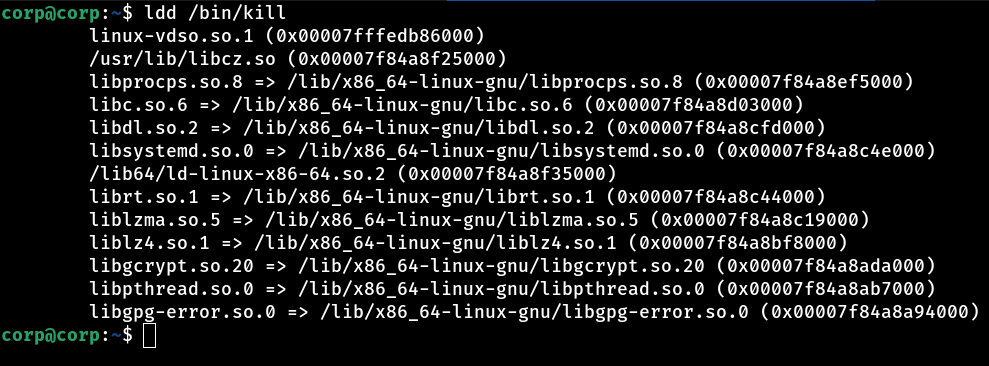 corp@corp:~$ ldd /bin/kill
linux-vdso.so.1 (0x00007fffedb86000)
/usr/lib/libcz.so (0x00007f84a8f25000)
libprocps.so.8 => /lib/x86_64-linux-gnu/libprocps.so.8 (0x00007f84a8ef5000)
libc.so.6 => /lib/x86_64-linux-gnu/libc.so.6 (0x00007f84a8d03000)
libdl.so.2 => /lib/x86_64-linux-gnu/libdl.so.2 (0x00007f84a8cfd000)
libsystemd.so.0 => /lib/x86_64-linux-gnu/libsystemd.so.0 (0x00007f84a8c4e000)
/lib64/ld-linux-x86-64.so.2 (0x00007f84a8f35000)
librt.so.1 => /lib/x86_64-linux-gnu/librt.so.1 (0x00007f84a8c44000)
liblzma.so.5 => /lib/x86_64-linux-gnu/liblzma.so.5 (0x00007f84a8c19000)
liblz4.so.1 => /lib/x86_64-linux-gnu/liblz4.so.1 (0x00007f84a8bf8000)
libgcrypt.so.20 => /lib/x86_64-linux-gnu/libgcrypt.so.20 (0x00007f84a8ada000)
libpthread.so.0 => /lib/x86_64-linux-gnu/libpthread.so.0 (0x00007f84a8ab7000)
libgpg-error.so.0 => /lib/x86_64-linux-gnu/libgpg-error.so.0 (0x00007f84a8a94000)
corp@corp:~$